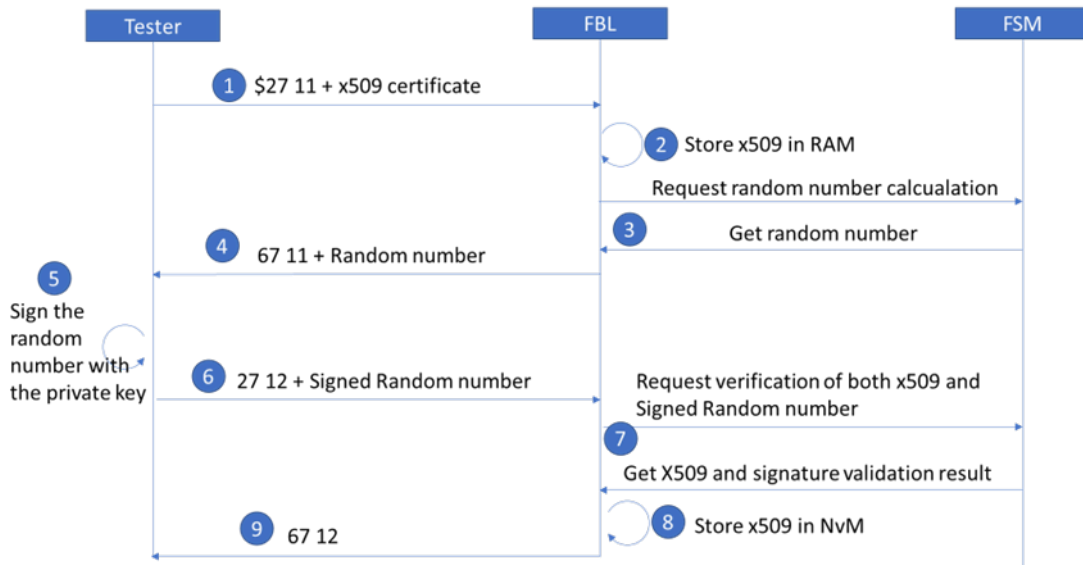 Tester
FBL
FSM
1
$27 11 + x509 certificate
2
Store x509 in RAM
Request random number calcualation
3
Get random number
4
67 11 + Random number
5
Sign the
random
number with
the private key
6
27 12 + Signed Random number
Request verification of both x509 and
Signed Random number
7
Get X509 and signature validation result
8
Store x509 in NvM
9
67 12